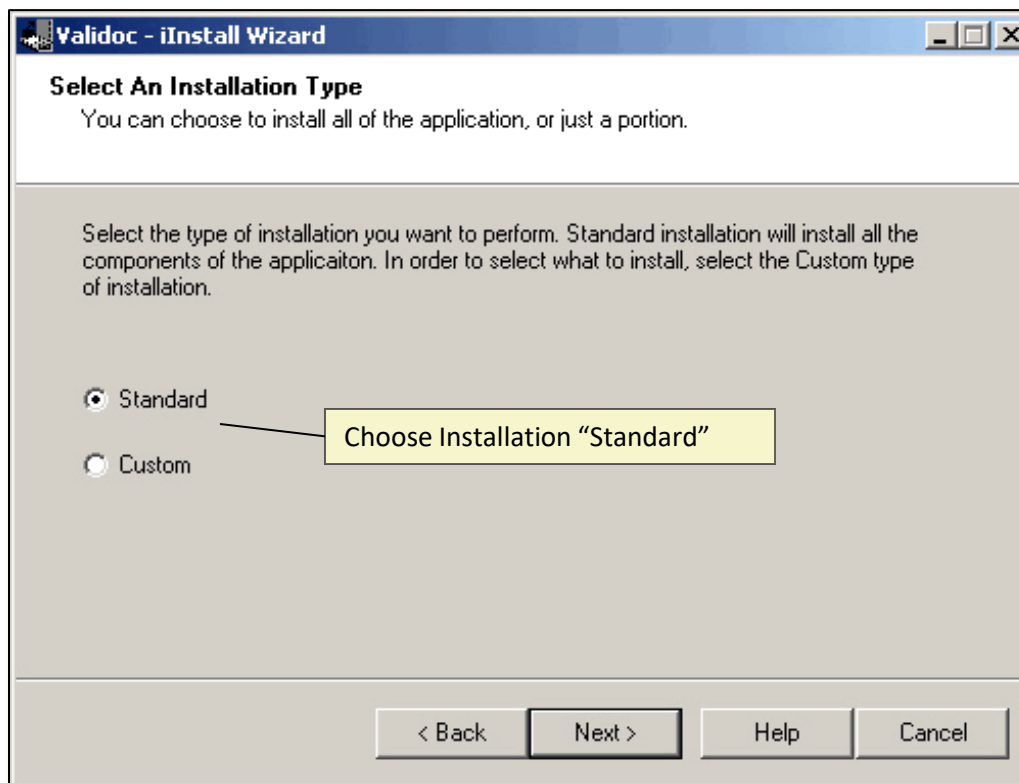 Validoc - iInstall Wizard
Select An Installation Type
You can choose to install all of the application, or just a portion.
Select the type of installation you want to perform. Standard installation will install all the
components of the applicaiton. In order to select what to install, select the Custom type
of installation.
Standard
Choose Installation “Standard”
Custom
< Back Next > Help Cancel